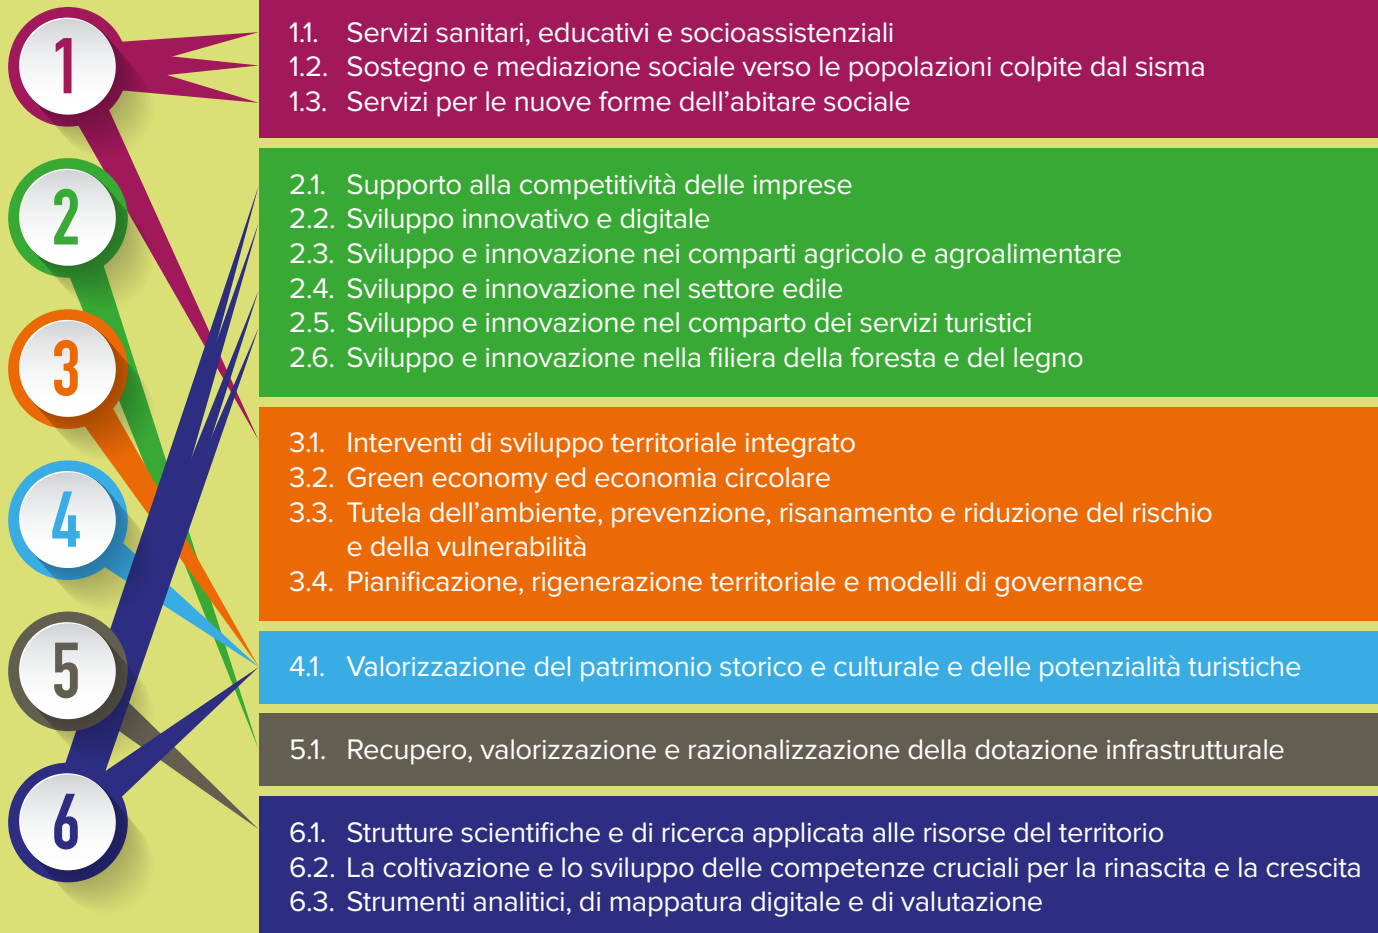 1
1.1. Servizi sanitari, educativi e socioassistenziali
1.2. Sostegno e mediazione sociale verso le popolazioni colpite dal sisma
1.3. Servizi per le nuove forme dell'abitare sociale
2
2.1. Supporto alla competitività delle imprese
2.2. Sviluppo innovativo e digitale
2.3. Sviluppo e innovazione nei comparti agricolo e agroalimentare
2.4. Sviluppo e innovazione nel settore edile
2.5. Sviluppo e innovazione nel comparto dei servizi turistici
2.6. Sviluppo e innovazione nella filiera della foresta e del legno
3
3.1. Interventi di sviluppo territoriale integrato
3.2. Green economy ed economia circolare
3.3. Tutela dell'ambiente, prevenzione, risanamento e riduzione del rischio
e della vulnerabilità
3.4. Pianificazione, rigenerazione territoriale e modelli di governance
4
4.1. Valorizzazione del patrimonio storico e culturale e delle potenzialità turistiche
5
5.1. Recupero, valorizzazione e razionalizzazione della dotazione infrastrutturale
6
6.1. Strutture scientifiche e di ricerca applicata alle risorse del territorio
6.2. La coltivazione e lo sviluppo delle competenze cruciali per la rinascita e la crescita
6.3. Strumenti analitici, di mappatura digitale e di valutazione